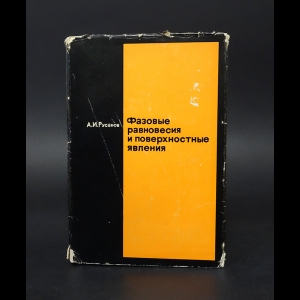 А.И.Русанов
Фазовые
равновесия
и поверхностные
явления